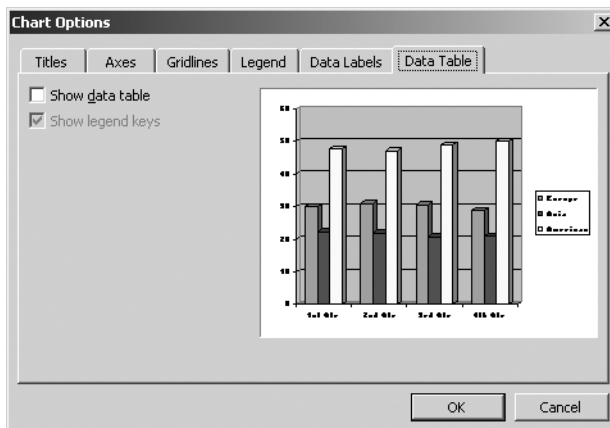 Chart Options
Titles Axes Gridlines Legend Data Labels Data Table
Show data table
Show legend keys
60
50
40
30
20
10
0
1st Qtr 2nd Qtr 3rd Qtr 4th Qtr
Europe
Asia
Americas
OK Cancel